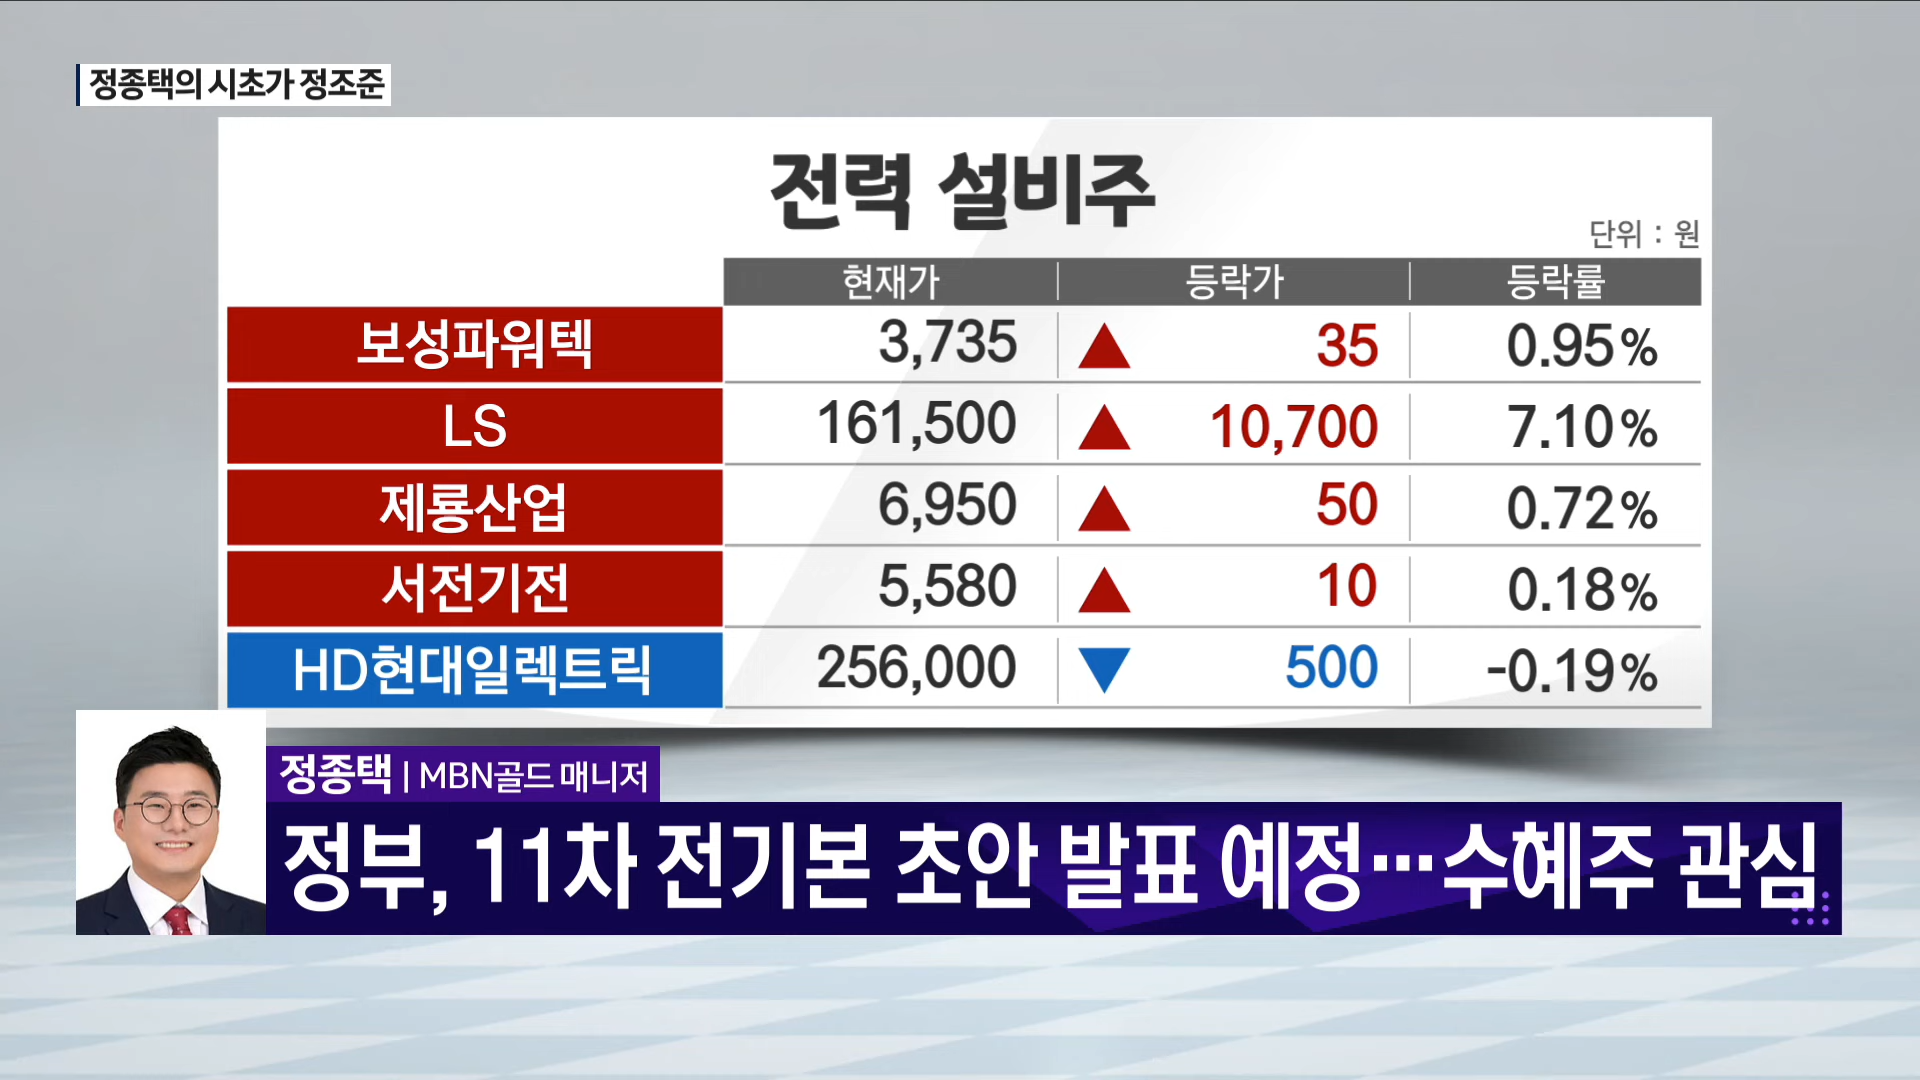 정종택의 시초가 정조준
전력 설비주
단위 : 원
현재가 등락가 등락률
보성파워텍 3,735 ▲ 35 0.95%
LS 161,500 ▲ 10,700 7.10%
제룡산업 6,950 ▲ 50 0.72%
서전기전 5,580 ▲ 10 0.18%
HD현대일렉트릭 256,000 ▼ 500 -0.19%
정종택 | MBN골드 매니저
정부, 11차 전기본 초안 발표 예정…수혜주 관심